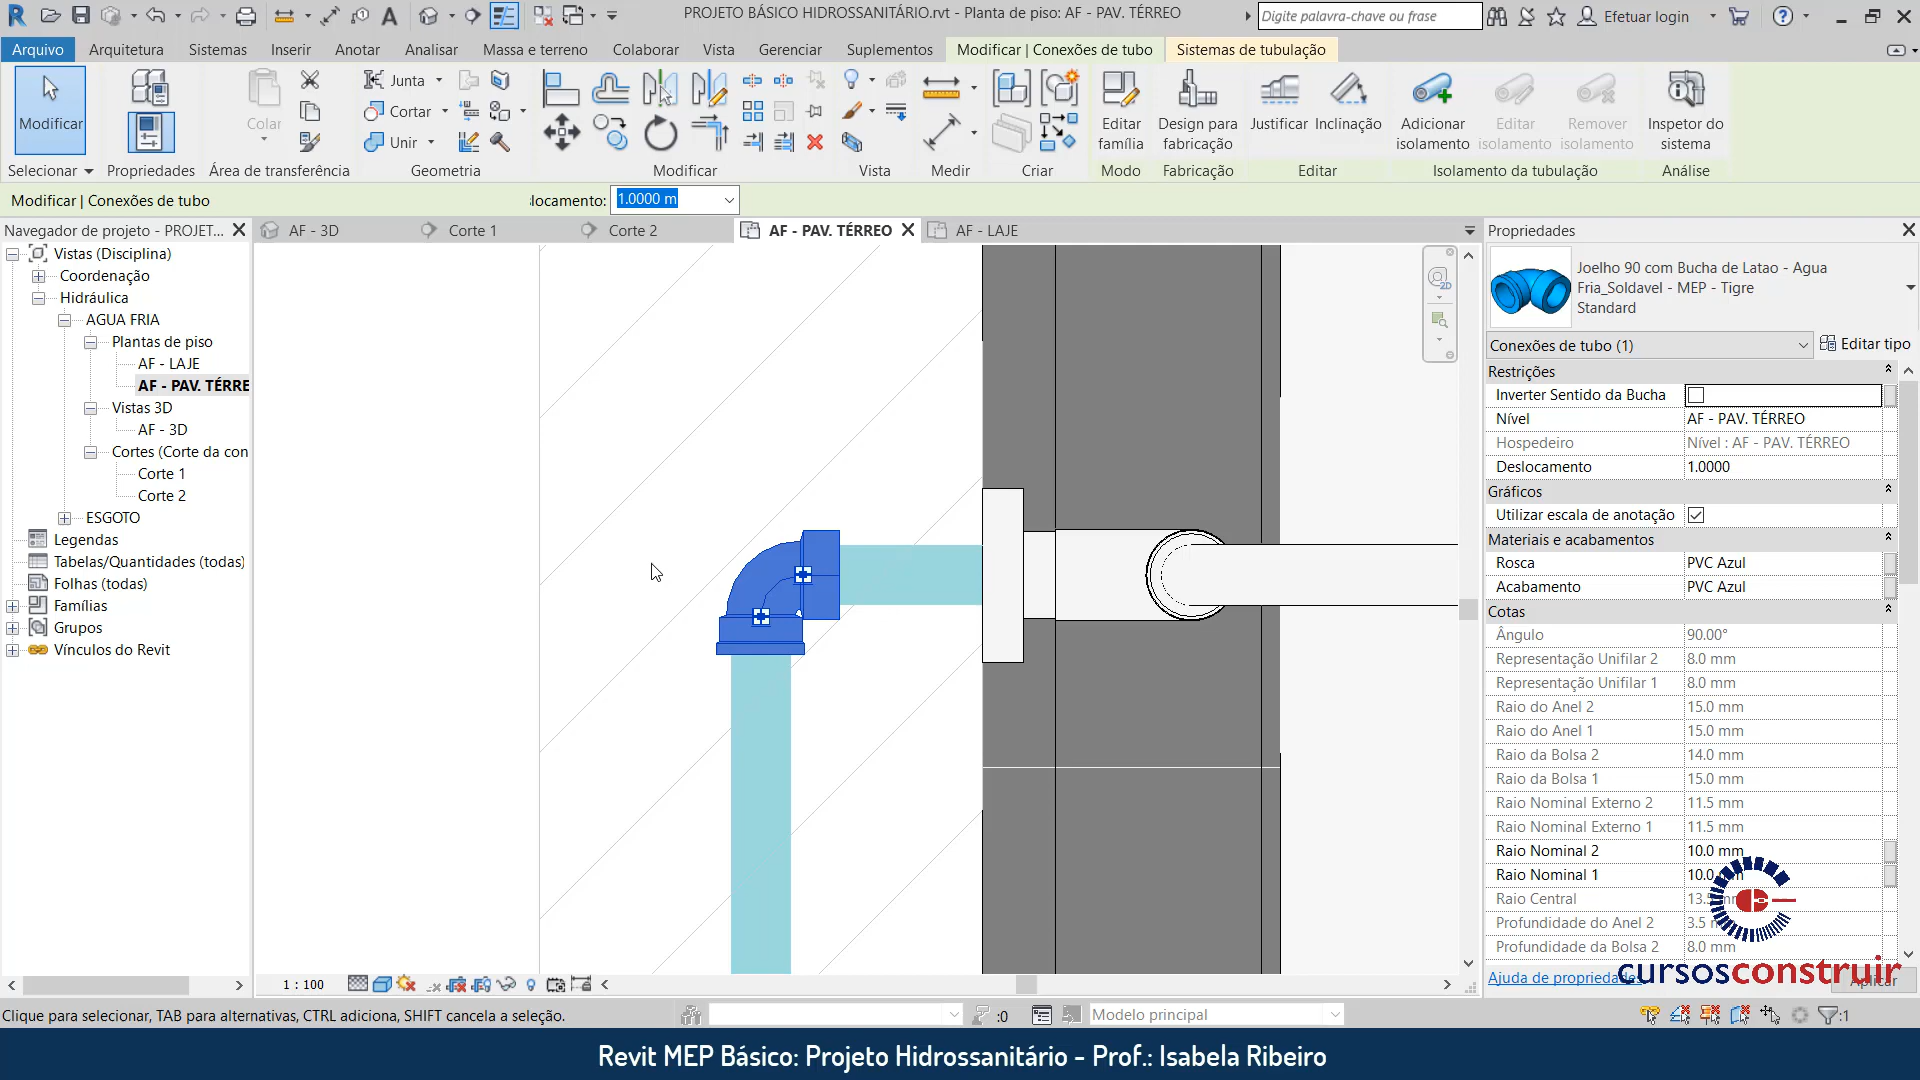 PROJETO BÁSICO HIDROSSANITÁRIO.rvt - Planta de piso: AF - PAV. TÉRREO
Digite palavra-chave ou frase
Efetuar login
Arquivo
Arquitetura
Sistemas
Inserir
Anotar
Analisar
Massa e terreno
Colaborar
Vista
Gerenciar
Suplementos
Modificar | Conexões de tubo
Sistemas de tubulação
Modificar
Colar
Junta
Cortar
Unir
Editar família
Design para fabricação
Justificar
Inclinação
Adicionar isolamento
Editar isolamento
Remover isolamento
Inspetor do sistema
Selecionar
Propriedades
Área de transferência
Geometria
Modificar
Vista
Medir
Criar
Modo
Fabricação
Editar
Isolamento da tubulação
Análise
Modificar | Conexões de tubo
locamento:
1.0000 m
Navegador de projeto - PROJET...
AF - 3D
Corte 1
Corte 2
AF - PAV. TÉRREO
AF - LAJE
Propriedades
Vistas (Disciplina)
Coordenação
Hidráulica
AGUA FRIA
Plantas de piso
AF - LAJE
AF - PAV. TÉRRE
Vistas 3D
AF - 3D
Cortes (Corte da con
Corte 1
Corte 2
ESGOTO
Legendas
Tabelas/Quantidades (todas)
Folhas (todas)
Famílias
Grupos
Vínculos do Revit
2D
Joelho 90 com Bucha de Latao - Agua
Fria_Soldavel - MEP - Tigre
Standard
Conexões de tubo (1)
Editar tipo
Restrições
Inverter Sentido da Bucha
Nível AF - PAV. TÉRREO
Hospedeiro Nível : AF - PAV. TÉRREO
Deslocamento 1.0000
Gráficos
Utilizar escala de anotação
Materiais e acabamentos
Rosca PVC Azul
Acabamento PVC Azul
Cotas
Ângulo 90.00°
Representação Unifilar 2 8.0 mm
Representação Unifilar 1 8.0 mm
Raio do Anel 2 15.0 mm
Raio do Anel 1 15.0 mm
Raio da Bolsa 2 14.0 mm
Raio da Bolsa 1 15.0 mm
Raio Nominal Externo 2 11.5 mm
Raio Nominal Externo 1 11.5 mm
Raio Nominal 2 10.0 mm
Raio Nominal 1 10.0
Raio Central 13.
Profundidade do Anel 2 3.5
Profundidade da Bolsa 2 8.0 mm
Ajuda de propriedade
Aplicar
cursosconstruir
1 : 100
Clique para selecionar, TAB para alternativas, CTRL adiciona, SHIFT cancela a seleção.
:0
Modelo principal
:1
Revit MEP Básico: Projeto Hidrossanitário - Prof.: Isabela Ribeiro